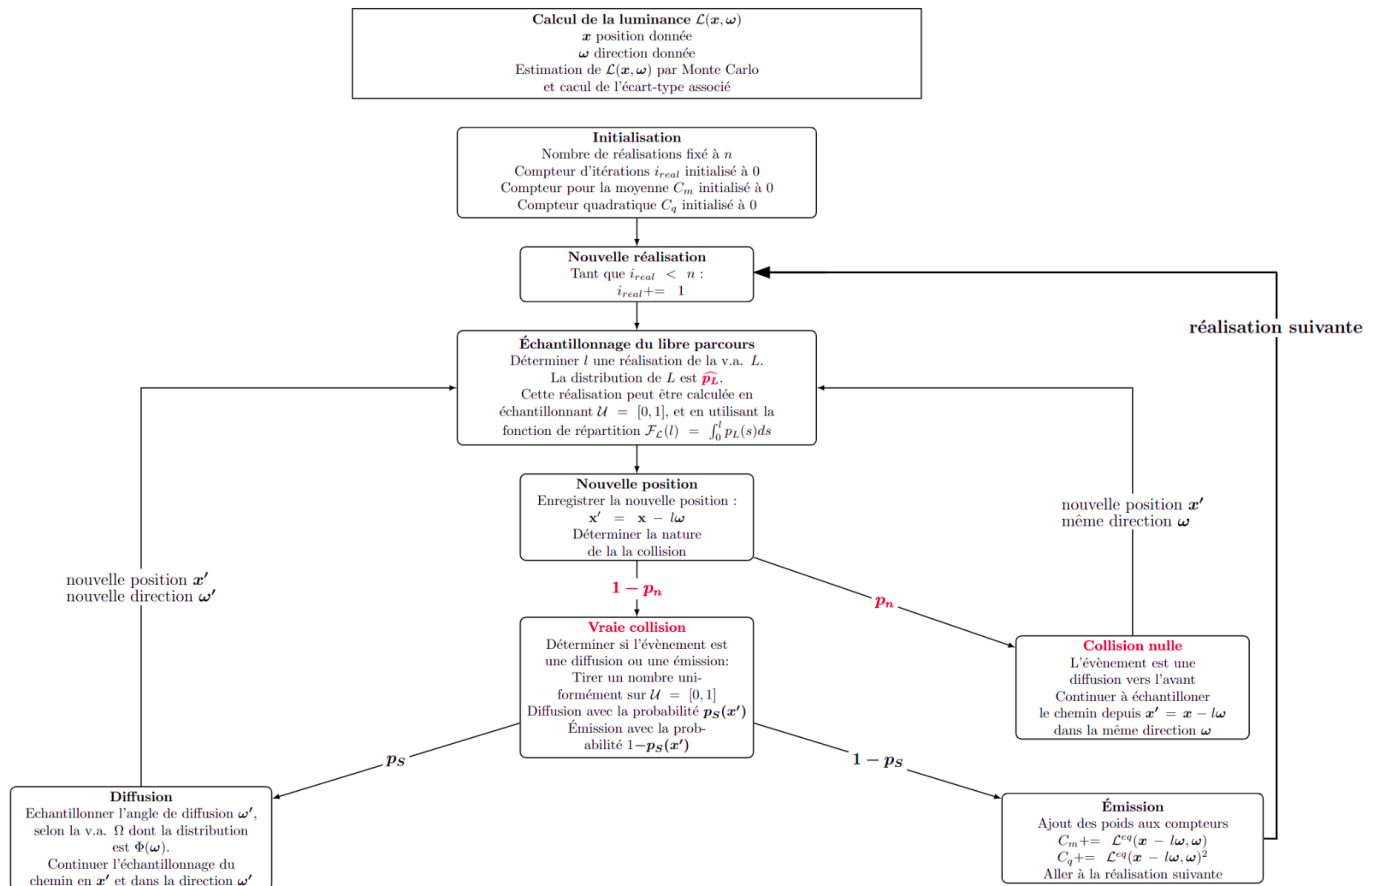 Calcul de la luminance 𝓛(𝒙, 𝝎)
𝒙 position donnée
𝝎 direction donnée
Estimation de 𝓛(𝒙, 𝝎) par Monte Carlo
et cacul de l'écart-type associé
Initialisation
Nombre de réalisations fixé à n
Compteur d'itérations i_real initialisé à 0
Compteur pour la moyenne C_m initialisé à 0
Compteur quadratique C_q initialisé à 0
Nouvelle réalisation
Tant que i_real < n :
i_real+= 1
réalisation suivante
Échantillonnage du libre parcours
Déterminer l une réalisation de la v.a. L.
La distribution de L est \widehat{p_L}.
Cette réalisation peut être calculée en
échantillonnant 𝒰 = [0, 1], et en utilisant la
fonction de répartition ℱ_𝓛(l) = ∫_0^l p_L(s)ds
Nouvelle position
Enregistrer la nouvelle position :
x′ = x − l𝝎
Déterminer la nature
de la la collision
nouvelle position 𝒙′
même direction 𝝎
nouvelle position 𝒙′
nouvelle direction 𝝎′
1 − p_n
p_n
Vraie collision
Déterminer si l'évènement est
une diffusion ou une émission:
Tirer un nombre uni-
formément sur 𝒰 = [0, 1]
Diffusion avec la probabilité p_S(𝒙′)
Émission avec la prob-
abilité 1−p_S(𝒙′)
Collision nulle
L'évènement est une
diffusion vers l'avant
Continuer à échantilloner
le chemin depuis 𝒙′ = 𝒙 − l𝝎
dans la même direction 𝝎
p_S
1−p_S
Diffusion
Echantillonner l'angle de diffusion 𝝎′,
selon la v.a. Ω dont la distribution
est Φ(𝝎).
Continuer l'échantillonage du
chemin en 𝒙′ et dans la direction 𝝎′
Émission
Ajout des poids aux compteurs
C_m+= 𝓛^eq(𝒙 − l𝝎, 𝝎)
C_q+= 𝓛^eq(𝒙 − l𝝎, 𝝎)^2
Aller à la réalisation suivante